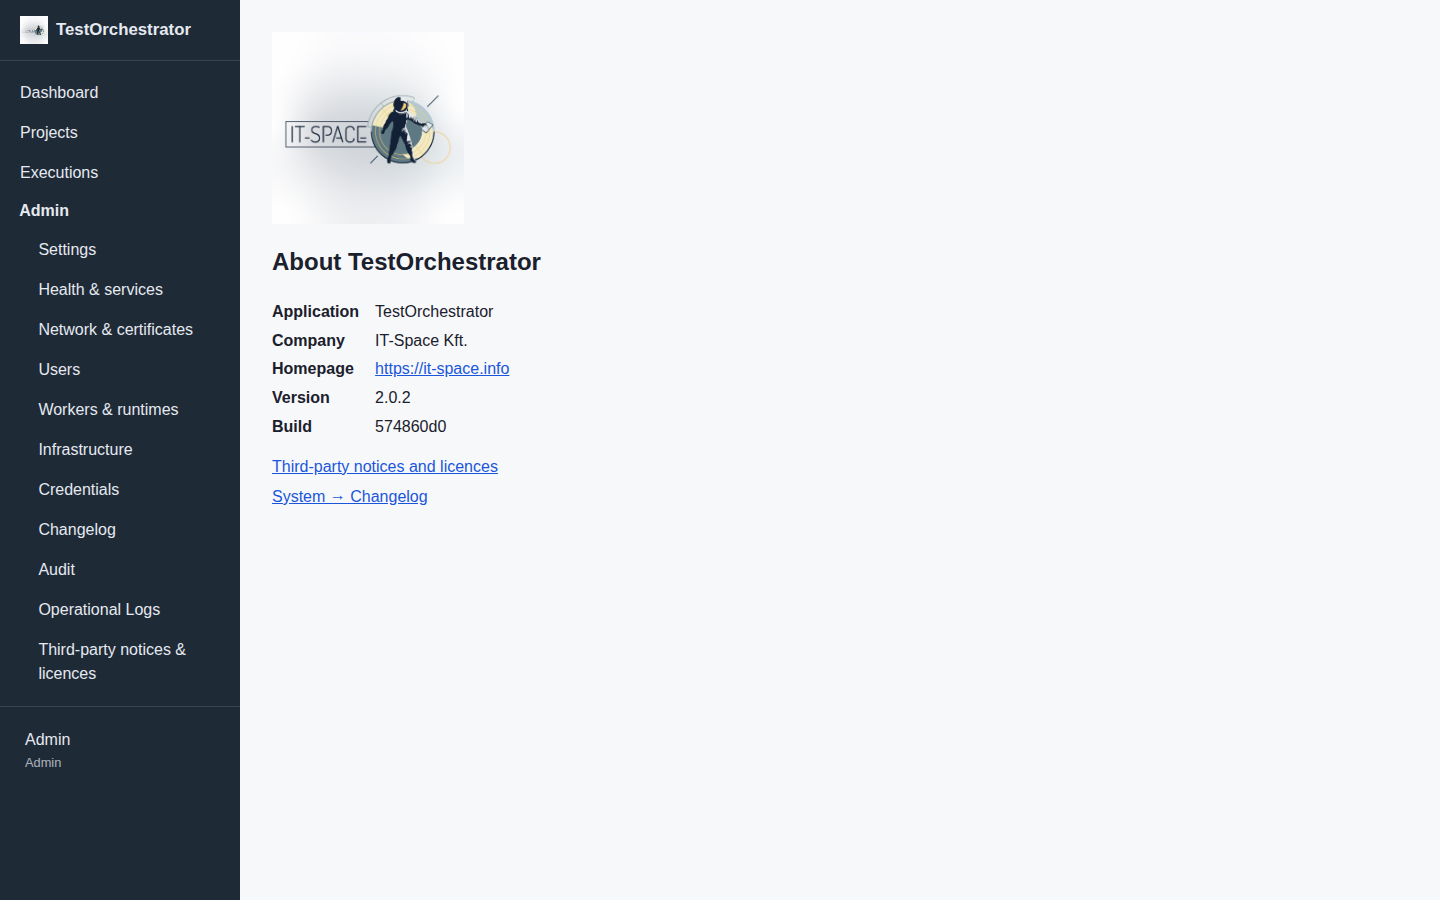 TestOrchestrator
Dashboard
Projects
Executions
Admin
Settings
Health & services
Network & certificates
Users
Workers & runtimes
Infrastructure
Credentials
Changelog
Audit
Operational Logs
Third-party notices &
licences
Admin
Admin
IT-SPACE
About TestOrchestrator
Application TestOrchestrator
Company IT-Space Kft.
Homepage https://it-space.info
Version 2.0.2
Build 574860d0
Third-party notices and licences
System → Changelog